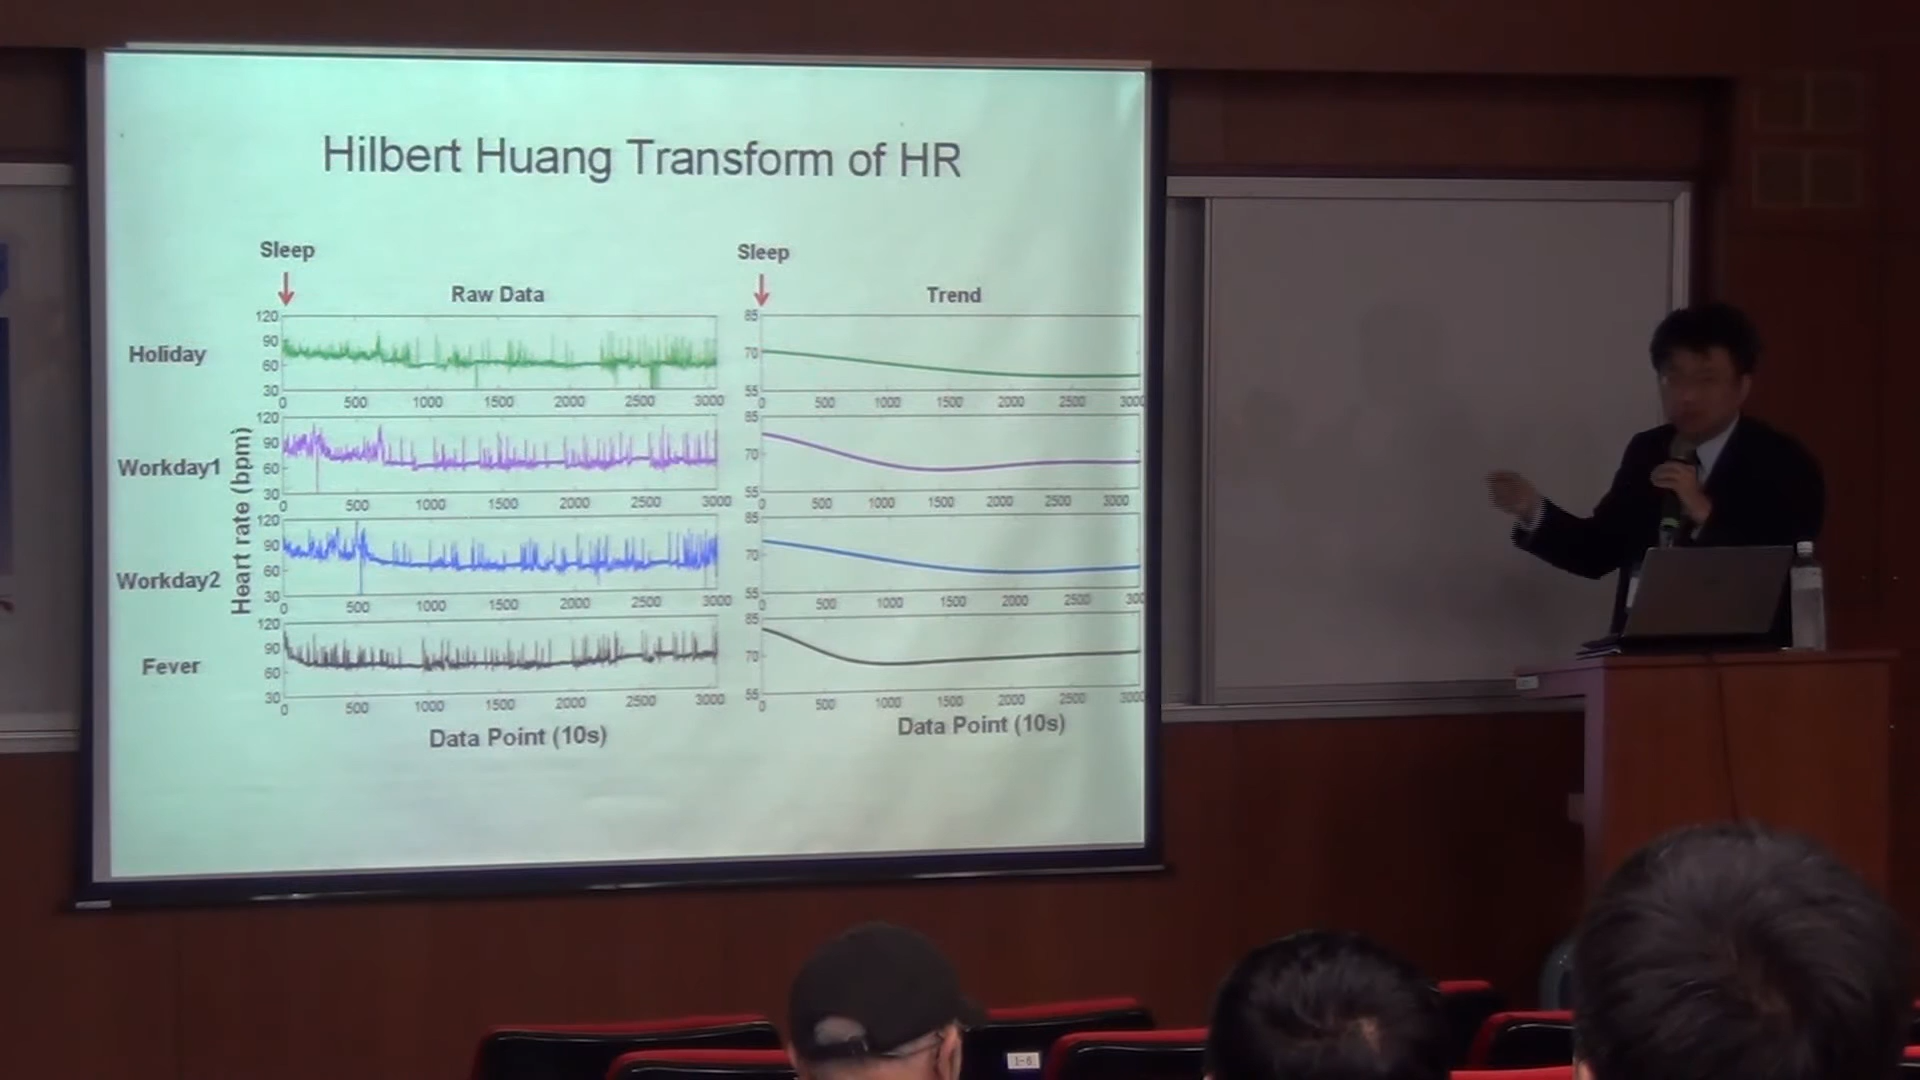 Hilbert Huang Transform of HR
Sleep
Sleep
Raw Data
Trend
Holiday
Workday1
Workday2
Fever
Heart rate (bpm)
120
90
60
30
0 500 1000 1500 2000 2500 3000
120
90
60
30
0 500 1000 1500 2000 2500 3000
120
90
60
30
0 500 1000 1500 2000 2500 3000
120
90
60
30
0 500 1000 1500 2000 2500 3000
Data Point (10s)
85
70
55
0 500 1000 1500 2000 2500 3000
85
70
55
0 500 1000 1500 2000 2500 3000
85
70
55
0 500 1000 1500 2000 2500 300
85
70
55
0 500 1000 1500 2000 2500 3000
Data Point (10s)